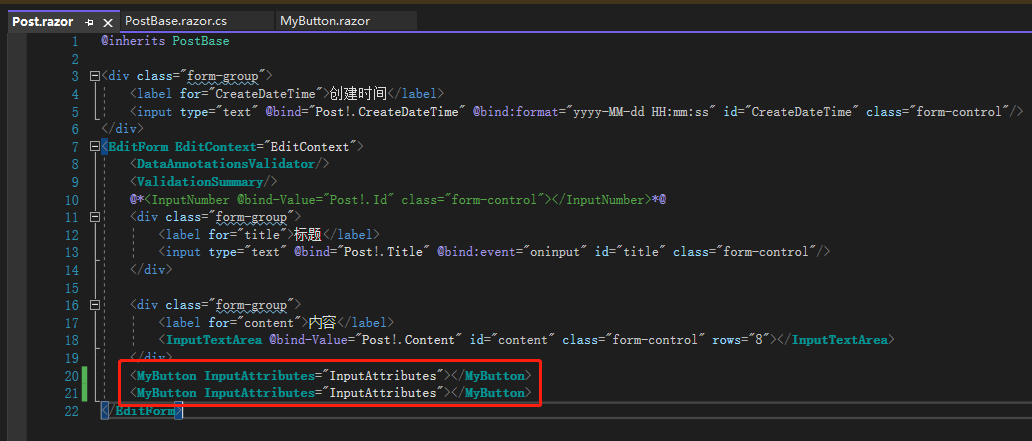 Post.razor PostBase.razor.cs MyButton.razor
1 @inherits PostBase
2
3 <div class="form-group">
4 <label for="CreateDateTime">创建时间</label>
5 <input type="text" @bind="Post!.CreateDateTime" @bind:format="yyyy-MM-dd HH:mm:ss" id="CreateDateTime" class="form-control"/>
6 </div>
7 <EditForm EditContext="EditContext">
8 <DataAnnotationsValidator/>
9 <ValidationSummary/>
10 @*<InputNumber @bind-Value="Post!.Id" class="form-control"></InputNumber>*@
11 <div class="form-group">
12 <label for="title">标题</label>
13 <input type="text" @bind="Post!.Title" @bind:event="oninput" id="title" class="form-control"/>
14 </div>
15
16 <div class="form-group">
17 <label for="content">内容</label>
18 <InputTextArea @bind-Value="Post!.Content" id="content" class="form-control" rows="8"></InputTextArea>
19 </div>
20 <MyButton InputAttributes="InputAttributes"></MyButton>
21 <MyButton InputAttributes="InputAttributes"></MyButton>
22 </EditForm>